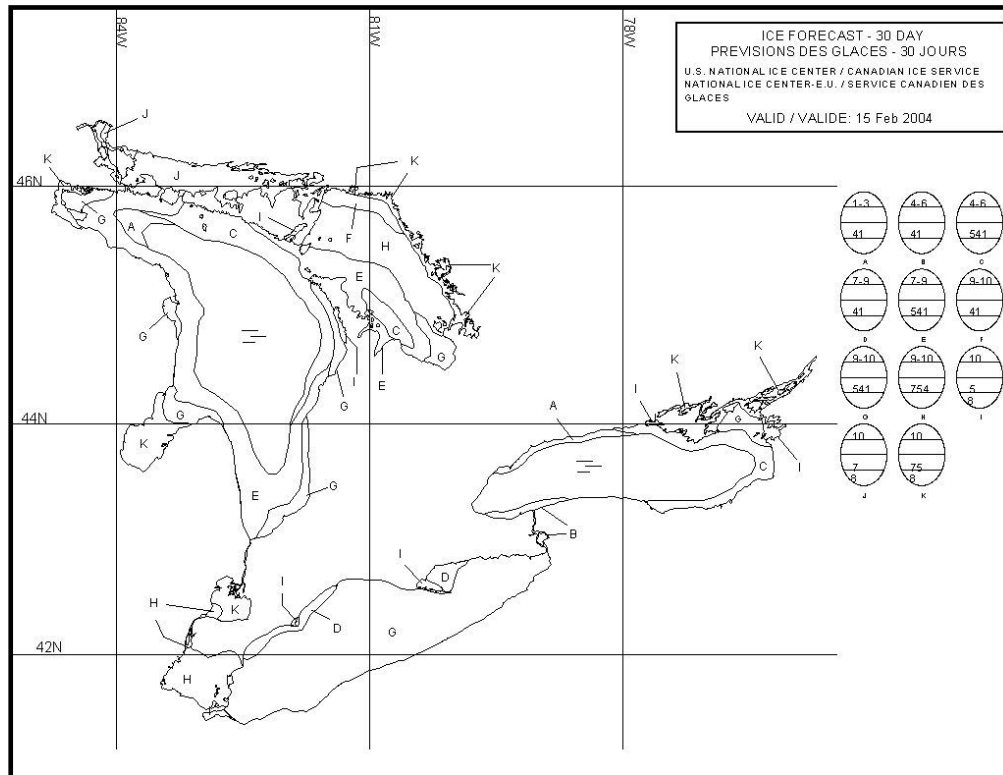 84W
81W
78W
ICE FORECAST - 30 DAY
PREVISIONS DES GLACES - 30 JOURS
U.S. NATIONAL ICE CENTER / CANADIAN ICE SERVICE
NATIONAL ICE CENTER-E.U. / SERVICE CANADIEN DES
GLACES
VALID / VALIDE: 15 Feb 2004
J
K
K
J
46N
G
A
C
I
F
H
K
E
G
C
G
I
E
G
G
K
E
G
44N
A
I
K
K
G
I
C
B
I
D
I
H
K
D
G
42N
H
1-3
41
A
4-6
41
B
4-6
541
C
7-9
41
D
7-9
541
E
9-10
41
F
9-10
541
G
9-10
754
H
10
5
8
I
10
7
8
J
10
75
8
K